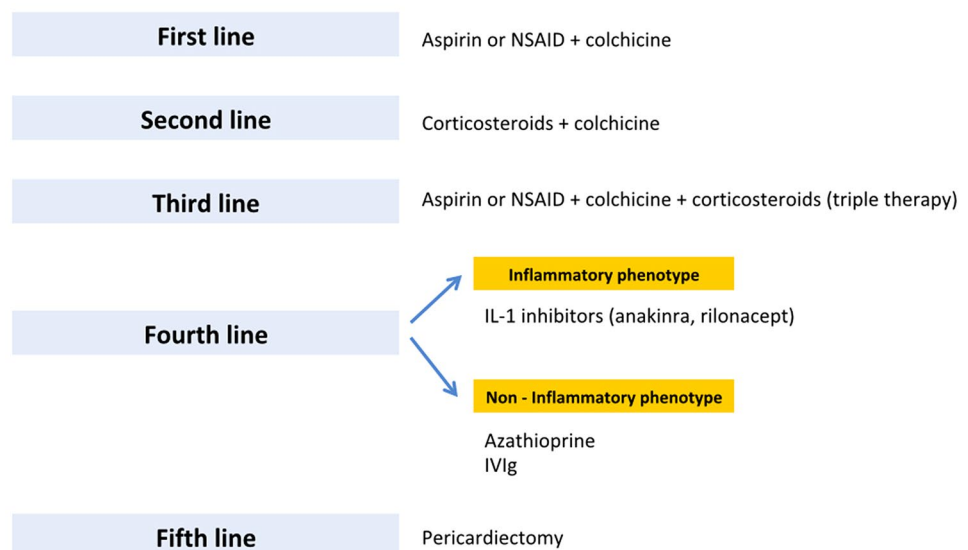 First line
Aspirin or NSAID + colchicine
Second line
Corticosteroids + colchicine
Third line
Aspirin or NSAID + colchicine + corticosteroids (triple therapy)
Fourth line
Inflammatory phenotype
IL-1 inhibitors (anakinra, rilonacept)
Non - Inflammatory phenotype
Azathioprine
IVIg
Fifth line
Pericardiectomy